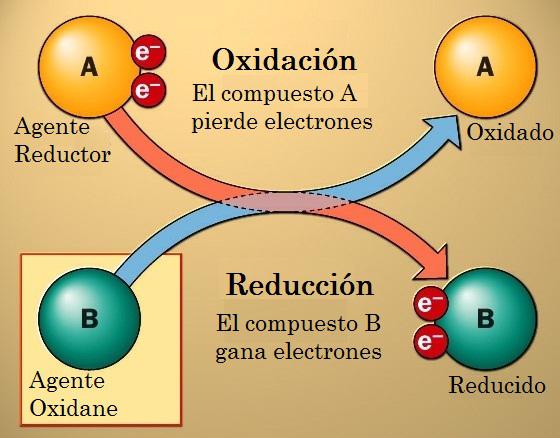 A
e⁻
e⁻
Oxidación
El compuesto A
pierde electrones
A
Agente
Reductor
Oxidado
B
Agente
Oxidane
Reducción
El compuesto B
gana electrones
e⁻
e⁻
B
Reducido